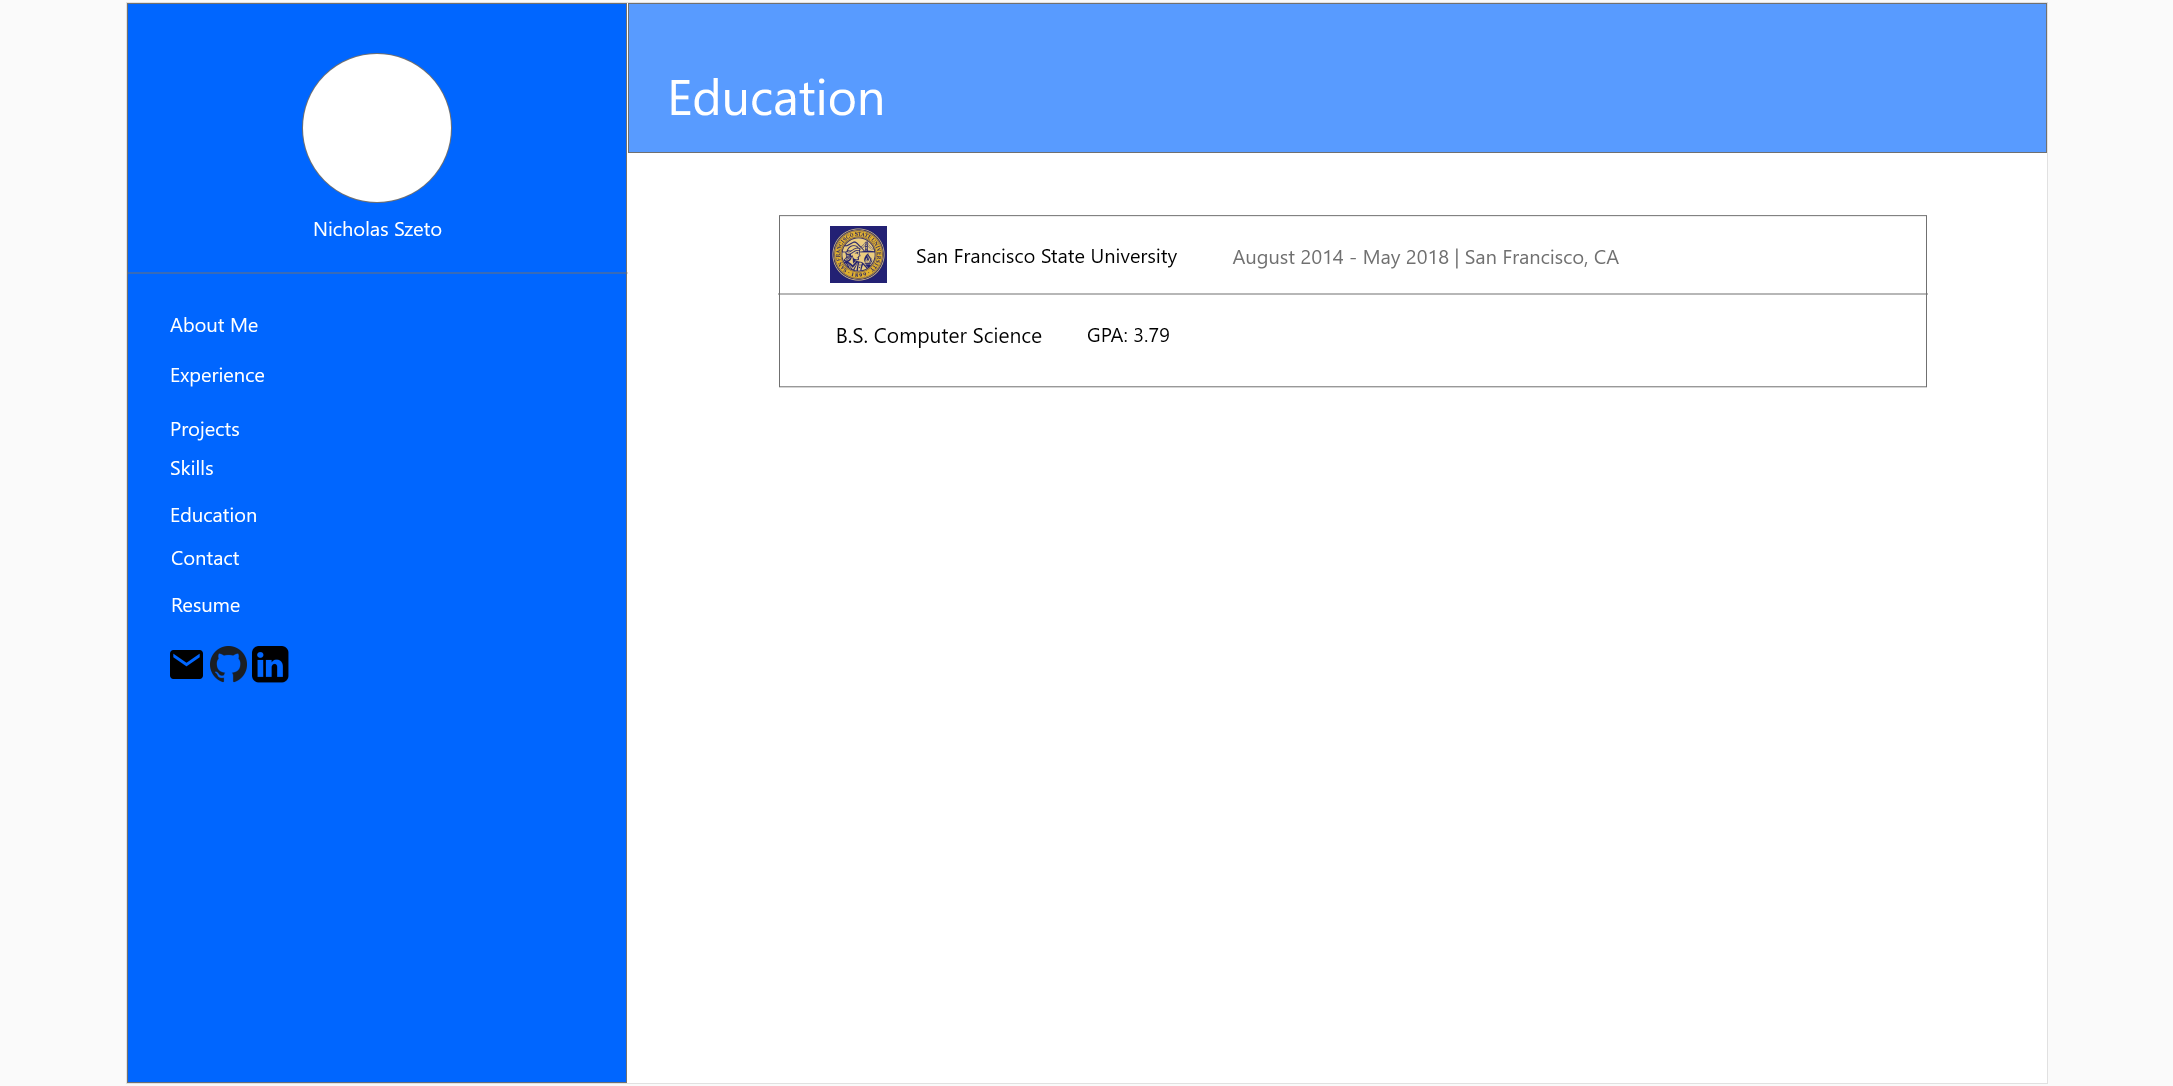 Nicholas Szeto
About Me
Experience
Projects
Skills
Education
Contact
Resume
in
Education
San Francisco State University August 2014 - May 2018 | San Francisco, CA
B.S. Computer Science GPA: 3.79